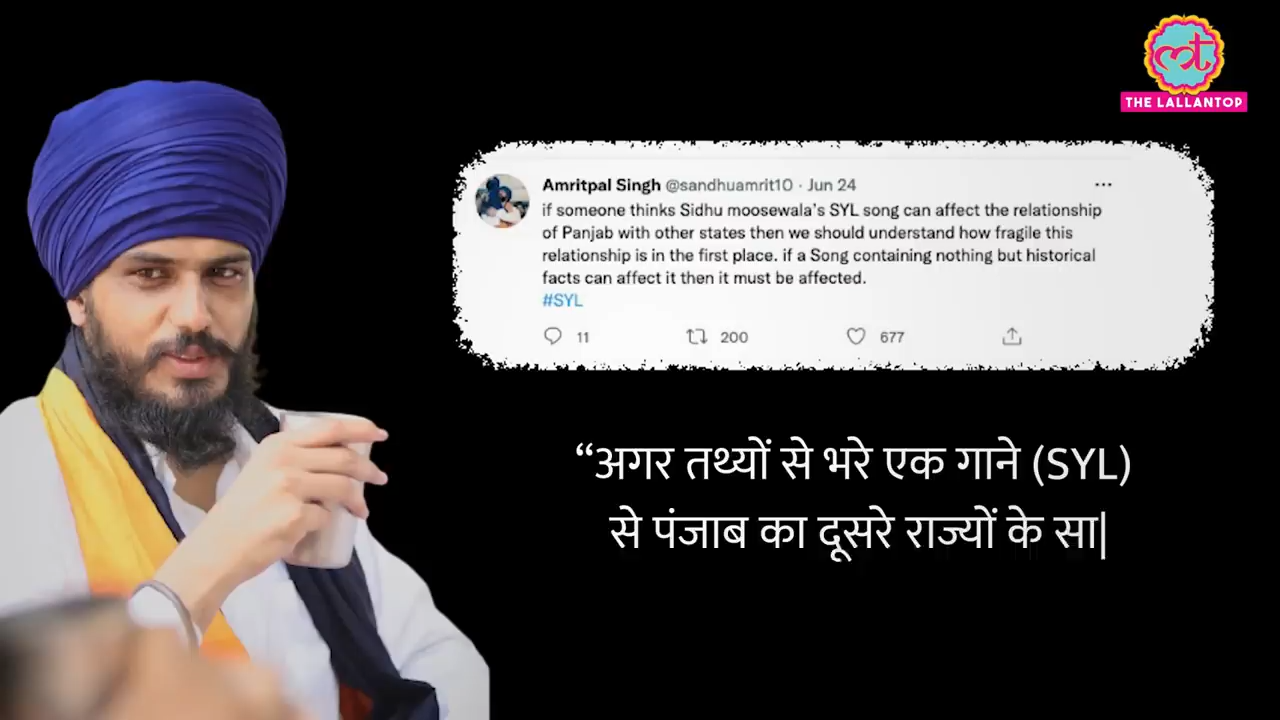 THE LALLANTOP
Amritpal Singh @sandhuamrit10 · Jun 24
if someone thinks Sidhu moosewala's SYL song can affect the relationship
of Panjab with other states then we should understand how fragile this
relationship is in the first place. if a Song containing nothing but historical
facts can affect it then it must be affected.
#SYL
11 200 677
“अगर तथ्यों से भरे एक गाने (SYL)
से पंजाब का दूसरे राज्यों के सा|